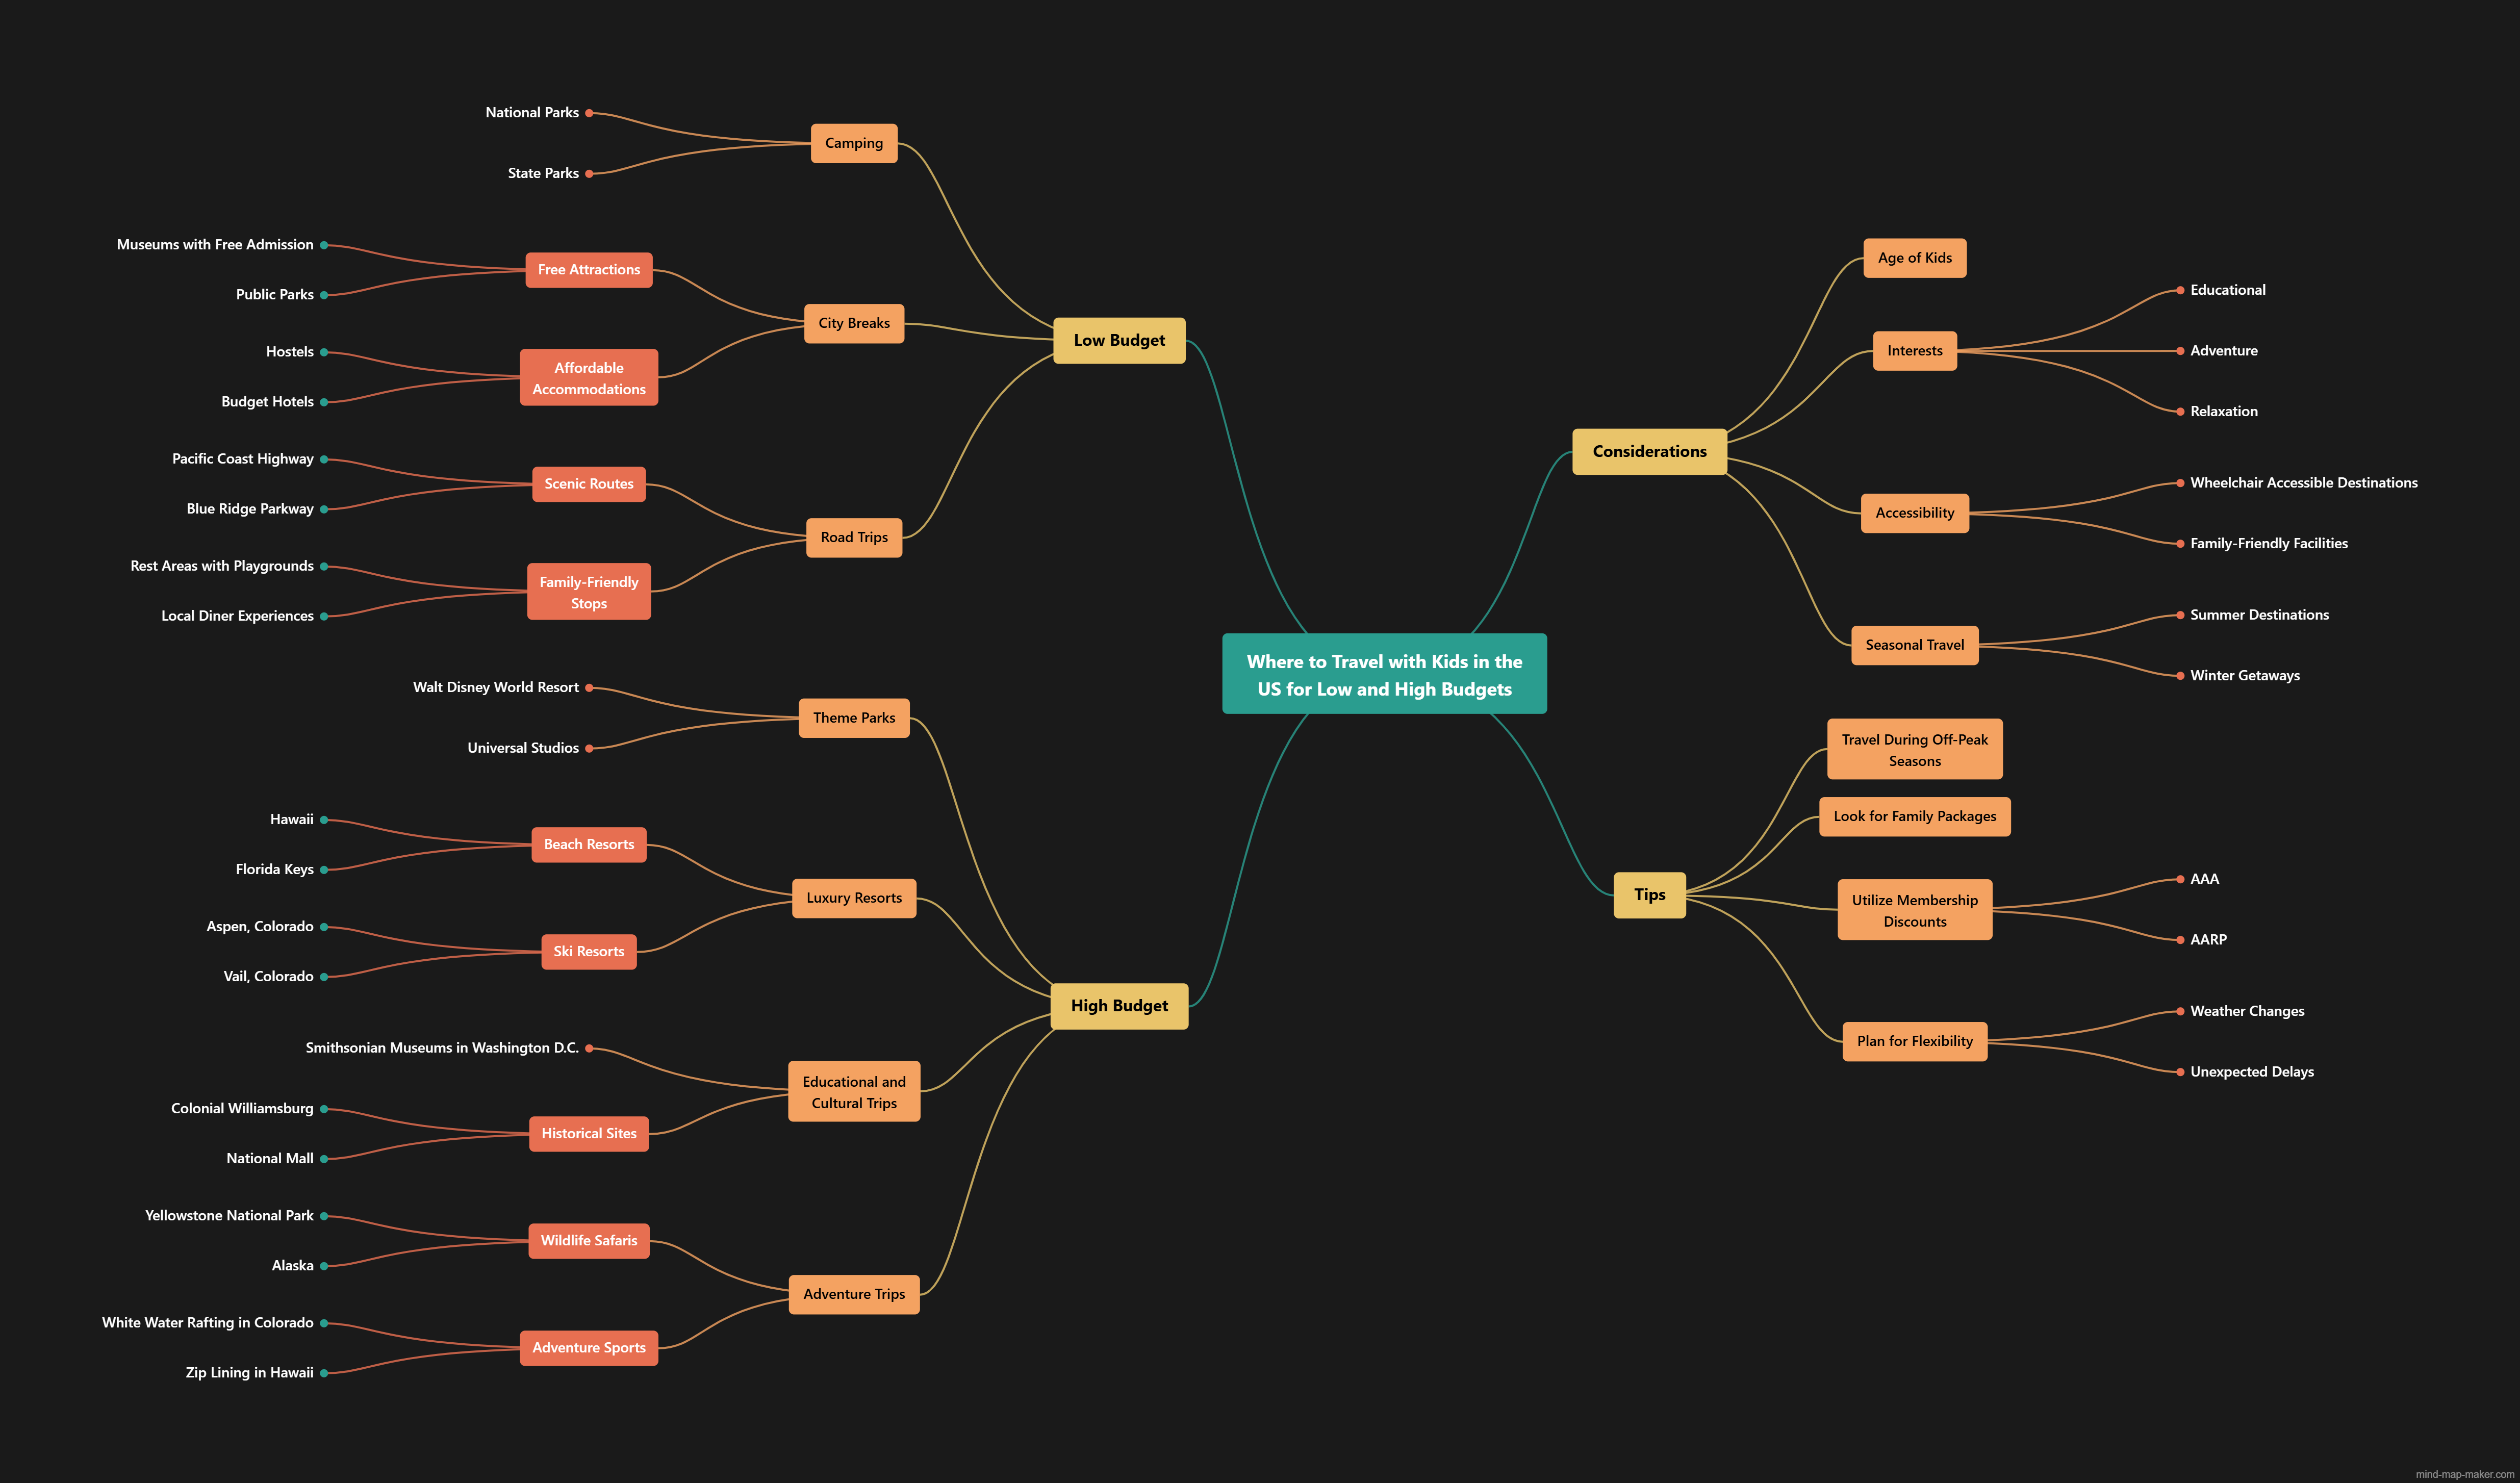 Where to Travel with Kids in the
US for Low and High Budgets
Low Budget
Camping
National Parks
State Parks
City Breaks
Free Attractions
Museums with Free Admission
Public Parks
Affordable
Accommodations
Hostels
Budget Hotels
Road Trips
Scenic Routes
Pacific Coast Highway
Blue Ridge Parkway
Family-Friendly
Stops
Rest Areas with Playgrounds
Local Diner Experiences
High Budget
Theme Parks
Walt Disney World Resort
Universal Studios
Luxury Resorts
Beach Resorts
Hawaii
Florida Keys
Ski Resorts
Aspen, Colorado
Vail, Colorado
Educational and
Cultural Trips
Smithsonian Museums in Washington D.C.
Historical Sites
Colonial Williamsburg
National Mall
Adventure Trips
Wildlife Safaris
Yellowstone National Park
Alaska
Adventure Sports
White Water Rafting in Colorado
Zip Lining in Hawaii
Considerations
Age of Kids
Interests
Educational
Adventure
Relaxation
Accessibility
Wheelchair Accessible Destinations
Family-Friendly Facilities
Seasonal Travel
Summer Destinations
Winter Getaways
Tips
Travel During Off-Peak
Seasons
Look for Family Packages
Utilize Membership
Discounts
AAA
AARP
Plan for Flexibility
Weather Changes
Unexpected Delays
mind-map-maker.com